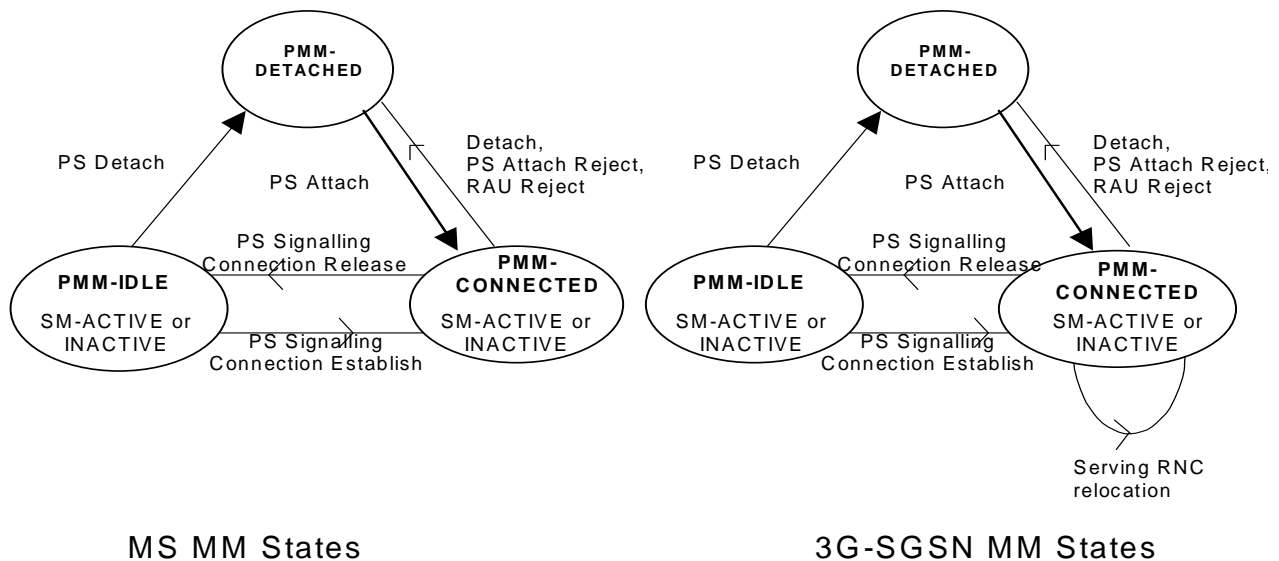 PMM-
DETACHED
PS Detach
PS Attach
Detach,
PS Attach Reject,
RAU Reject
PS Signalling
Connection Release
PMM-IDLE
SM-ACTIVE or
INACTIVE
PMM-
CONNECTED
SM-ACTIVE or
INACTIVE
PS Signalling
Connection Establish
MS MM States
PMM-
DETACHED
PS Detach
PS Attach
Detach,
PS Attach Reject,
RAU Reject
PS Signalling
Connection Release
PMM-IDLE
SM-ACTIVE or
INACTIVE
PMM-
CONNECTED
SM-ACTIVE or
INACTIVE
PS Signalling
Connection Establish
Serving RNC
relocation
3G-SGSN MM States